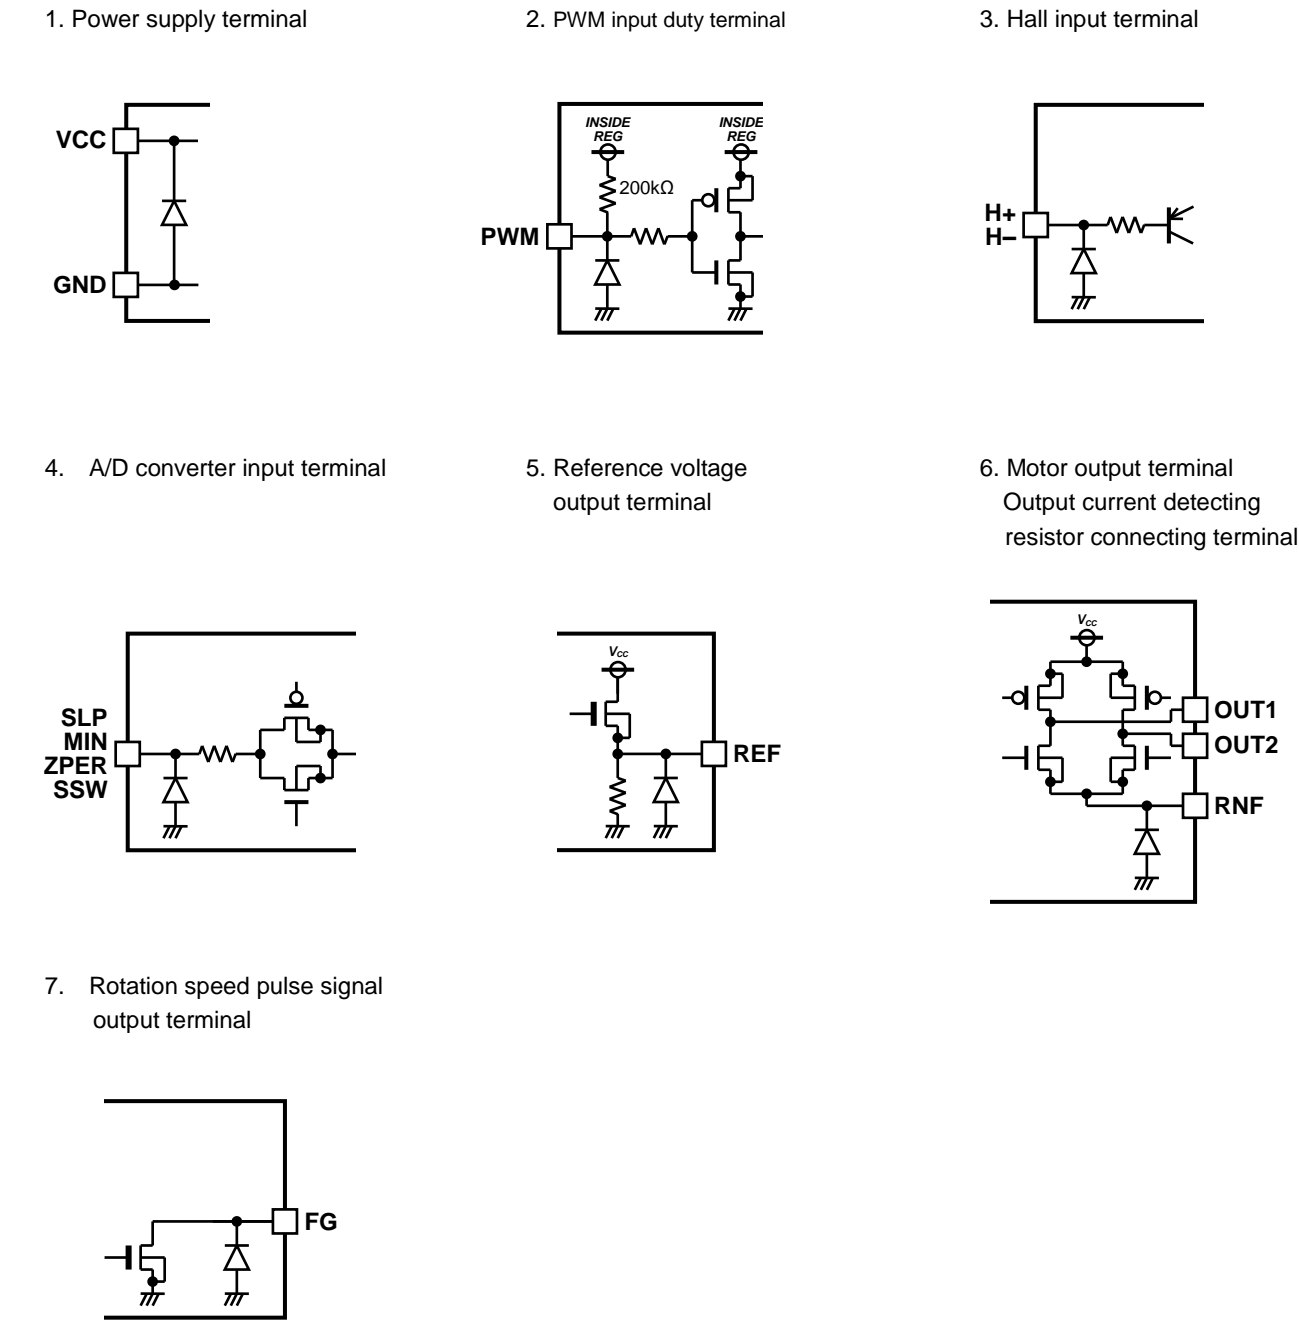 1. Power supply terminal
2. PWM input duty terminal
3. Hall input terminal
VCC
GND
INSIDE
REG
INSIDE
REG
200kΩ
PWM
H+
H–
4. A/D converter input terminal
5. Reference voltage
output terminal
6. Motor output terminal
Output current detecting
resistor connecting terminal
SLP
MIN
ZPER
SSW
Vcc
REF
Vcc
OUT1
OUT2
RNF
7. Rotation speed pulse signal
output terminal
FG